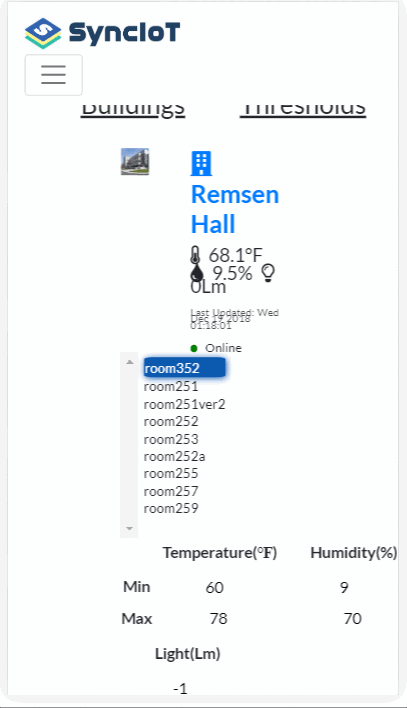 SyncIoT
Buildings Thresholds
Remsen
Hall
68.1°F
9.5%
0Lm
Last Updated: Wed
Dec 19 2018
01:18:01
Online
room352
room251
room251ver2
room252
room253
room252a
room255
room257
room259
Temperature(°F) Humidity(%)
Min 60 9
Max 78 70
Light(Lm)
-1